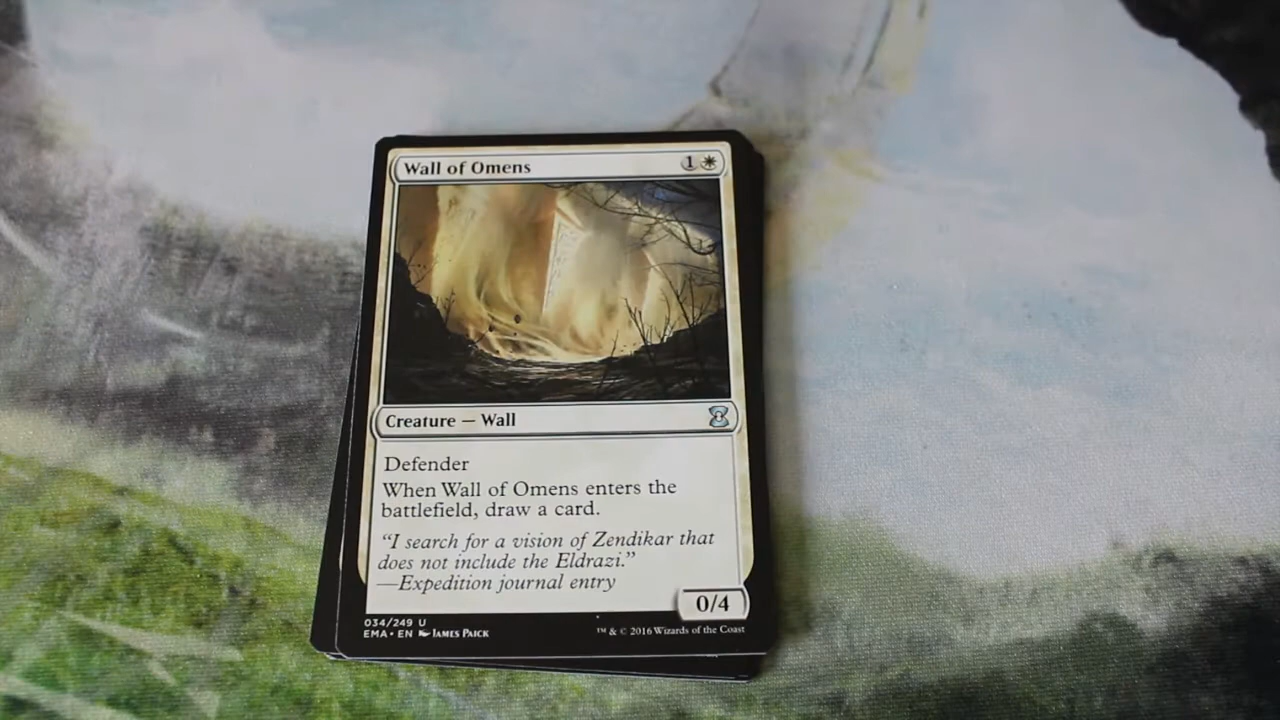 Wall of Omens 1
Creature — Wall
Defender
When Wall of Omens enters the
battlefield, draw a card.
“I search for a vision of Zendikar that
does not include the Eldrazi.”
—Expedition journal entry
0/4
034/249 U
EMA • EN James Paick
™ & © 2016 Wizards of the Coast